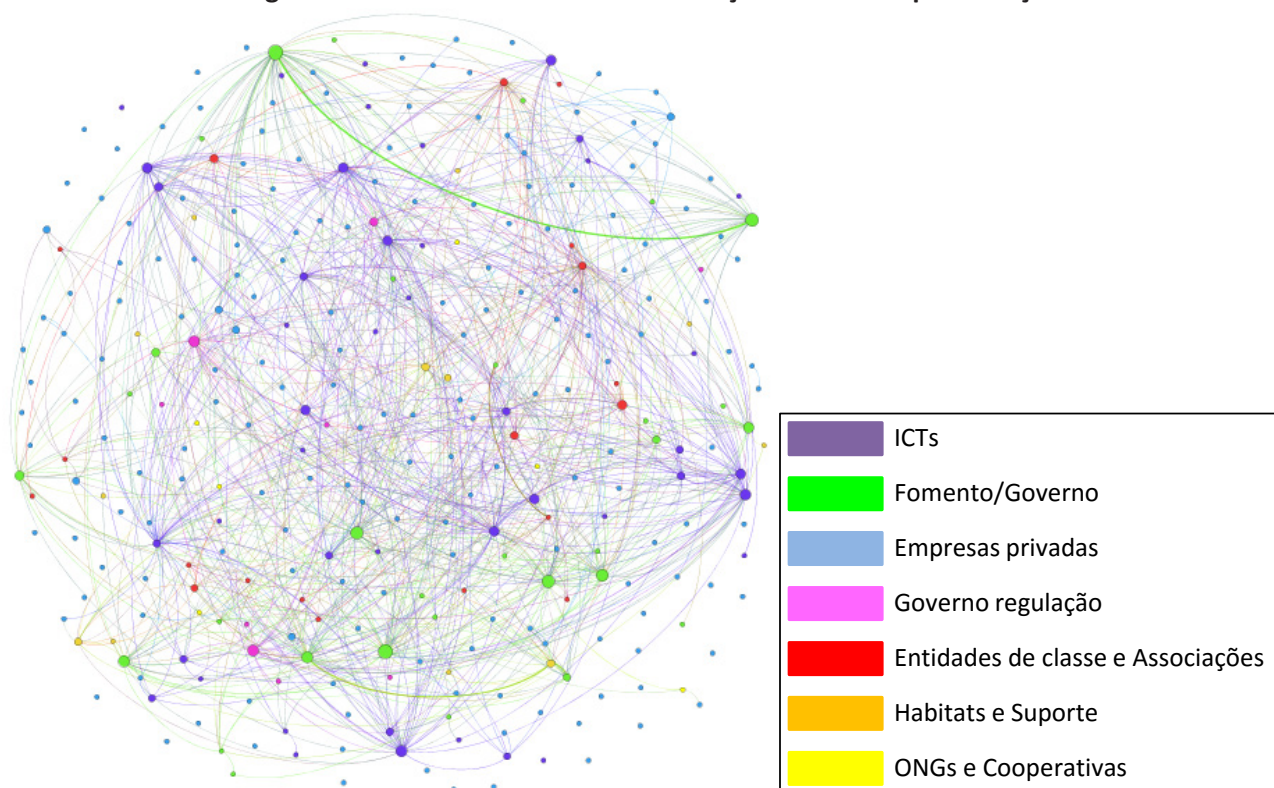 ICTs
Fomento/Governo
Empresas privadas
Governo regulação
Entidades de classe e Associações
Habitats e Suporte
ONGs e Cooperativas